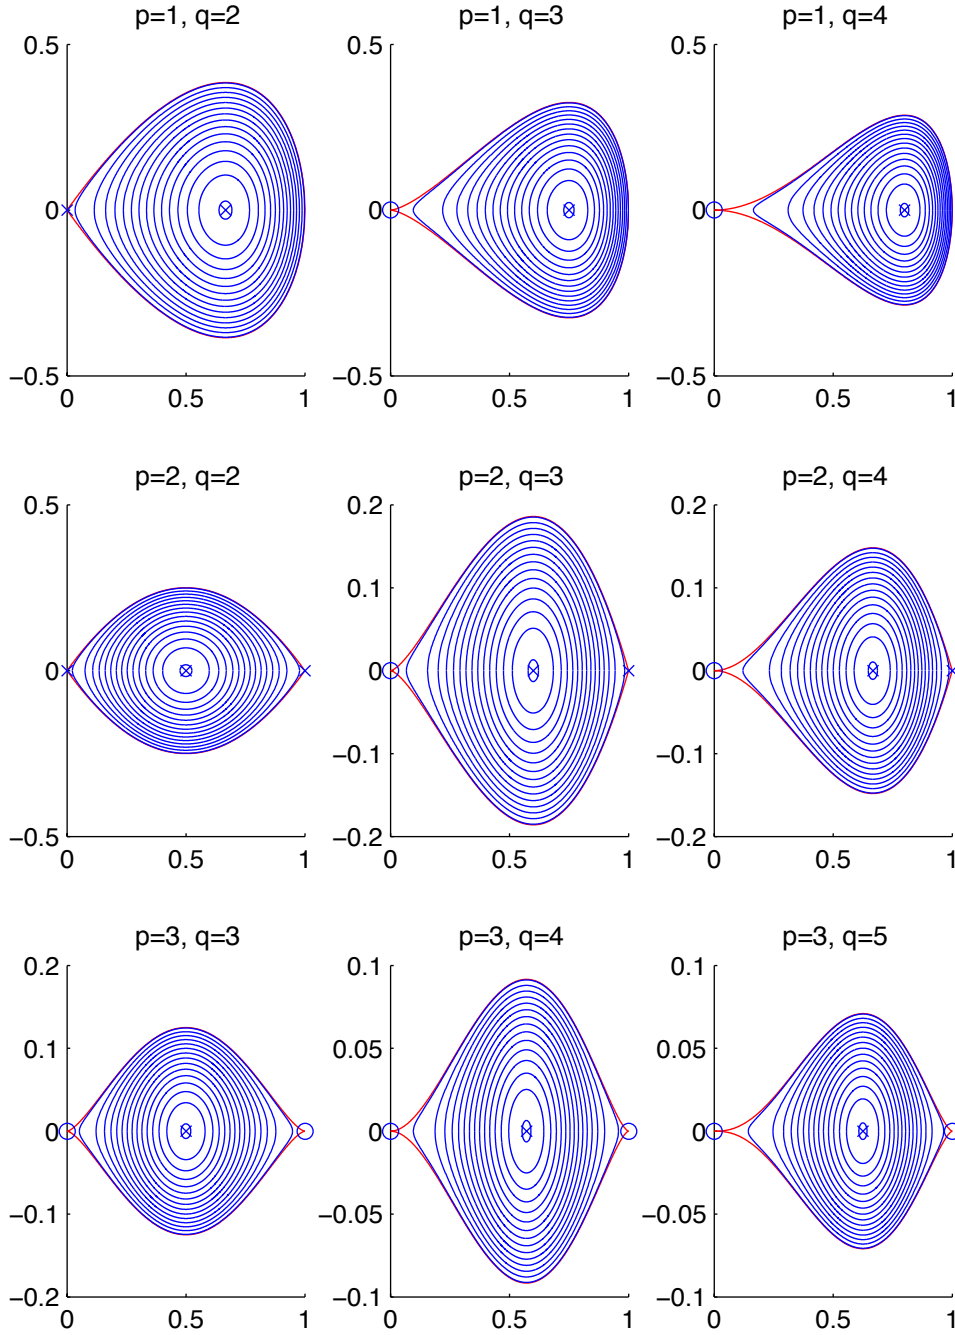 p=1, q=2 p=1, q=3 p=1, q=4
0.5 0.5 0.5
0 0 0
−0.5 −0.5 −0.5
0 0.5 1 0 0.5 1 0 0.5 1
p=2, q=2 p=2, q=3 p=2, q=4
0.5 0.2 0.2
0.1 0.1
0 0 0
−0.1 −0.1
−0.5 −0.2 −0.2
0 0.5 1 0 0.5 1 0 0.5 1
p=3, q=3 p=3, q=4 p=3, q=5
0.2 0.1 0.1
0.1 0.05 0.05
0 0 0
−0.1 −0.05 −0.05
−0.2 −0.1 −0.1
0 0.5 1 0 0.5 1 0 0.5 1